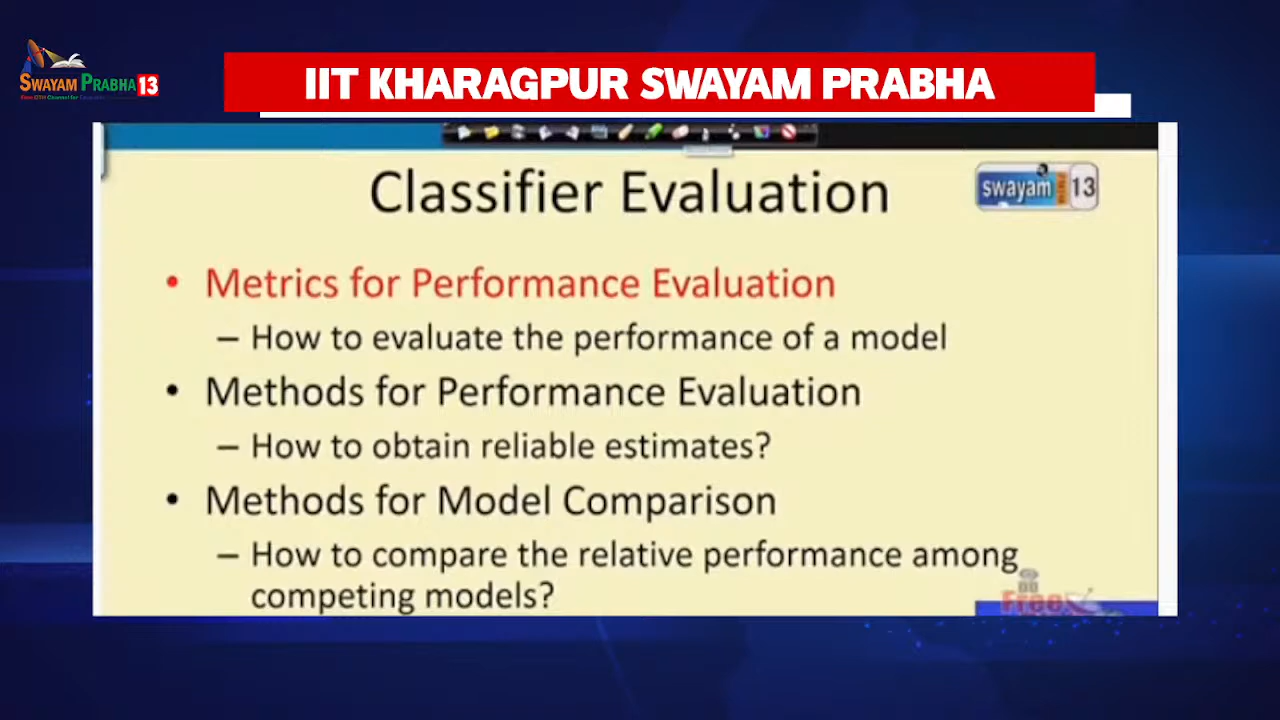 IIT KHARAGPUR SWAYAM PRABHA
SWAYAM PRABHA 13
Classifier Evaluation
swayam 13
• Metrics for Performance Evaluation
– How to evaluate the performance of a model
• Methods for Performance Evaluation
– How to obtain reliable estimates?
• Methods for Model Comparison
– How to compare the relative performance among
competing models?
Free